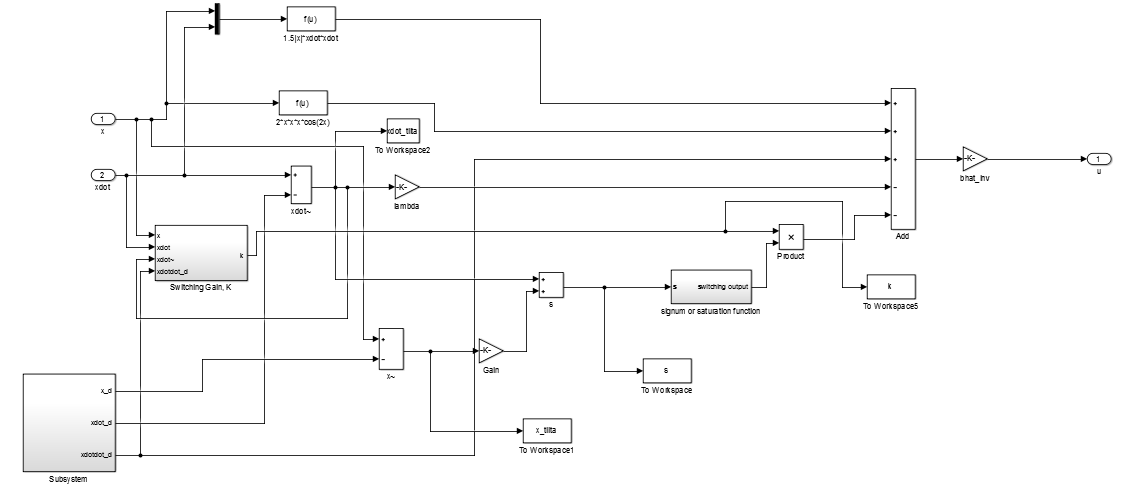 f(u)
1.5|x|*xdot*xdot
1
x
f(u)
2*x*x*x*cos(2x)
xdot_tilta
To Workspace2
2
xdot
+
-
xdot~
-K-
lambda
+
+
+
-
-
Add
-K-
bhat_inv
1
u
x
xdot
xdot~
xdotdot_d
k
Switching Gain, K
×
Product
+
+
s
s
switching output
signum or saturation function
k
To Workspace5
+
-
x~
-K-
Gain
s
To Workspace
x_d
xdot_d
xdotdot_d
Subsystem
x_tilta
To Workspace1